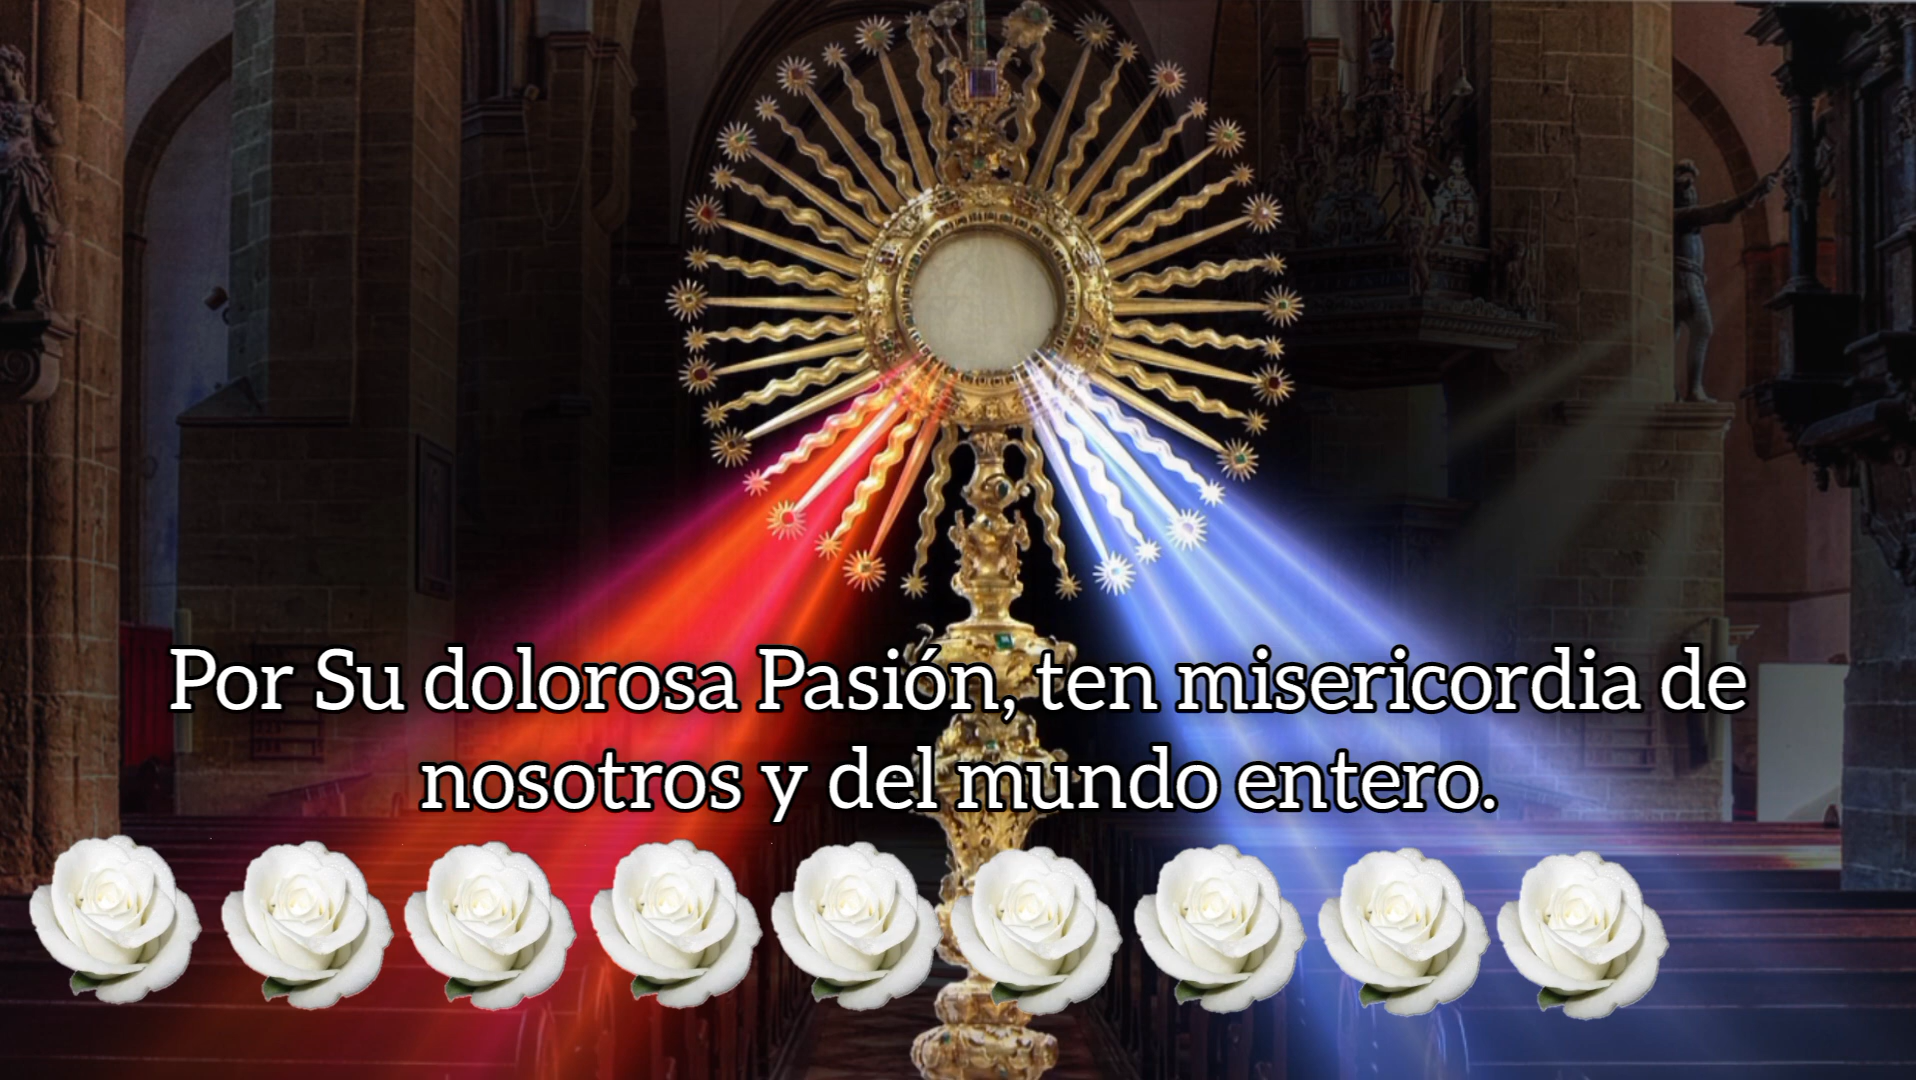 Por Su dolorosa Pasión, ten misericordia de
nosotros y del mundo entero.